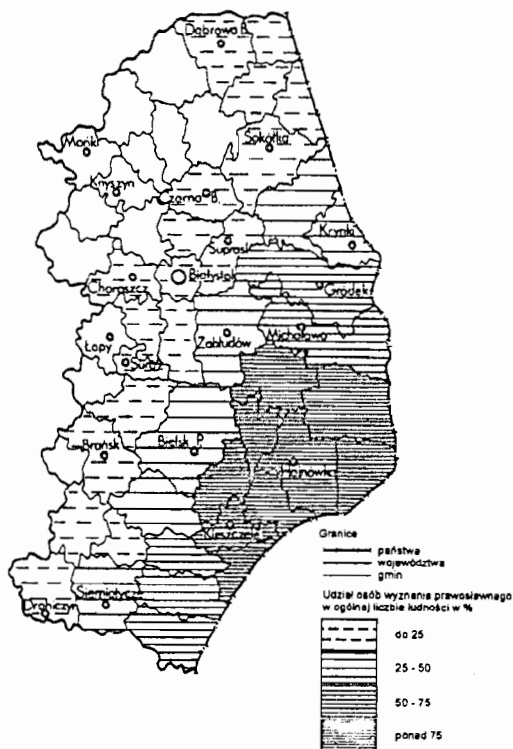 Dąbrowa B.
Mońki
Sokółka
Knyszyn
Czarna B.
Krynki
Supraśl
Choroszcz
Białystok
Gródek
Michałowo
Łapy
Zabłudów
Suraż
Brańsk
Bielsk P.
Hajnówka
Kleszczele
Siemiatycze
Drohiczyn
Granice
państwa
województwa
gmin
Udział osób wyznania prawosławnego
w ogólnej liczbie ludności w %
do 25
25 - 50
50 - 75
ponad 75